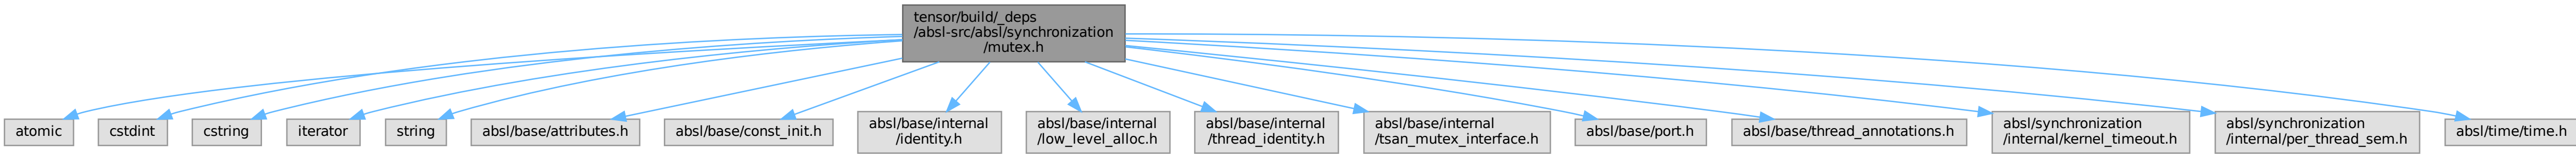 tensor/build/_deps
/absl-src/absl/synchronization
/mutex.h
atomic
cstdint
cstring
iterator
string
absl/base/attributes.h
absl/base/const_init.h
absl/base/internal
/identity.h
absl/base/internal
/low_level_alloc.h
absl/base/internal
/thread_identity.h
absl/base/internal
/tsan_mutex_interface.h
absl/base/port.h
absl/base/thread_annotations.h
absl/synchronization
/internal/kernel_timeout.h
absl/synchronization
/internal/per_thread_sem.h
absl/time/time.h